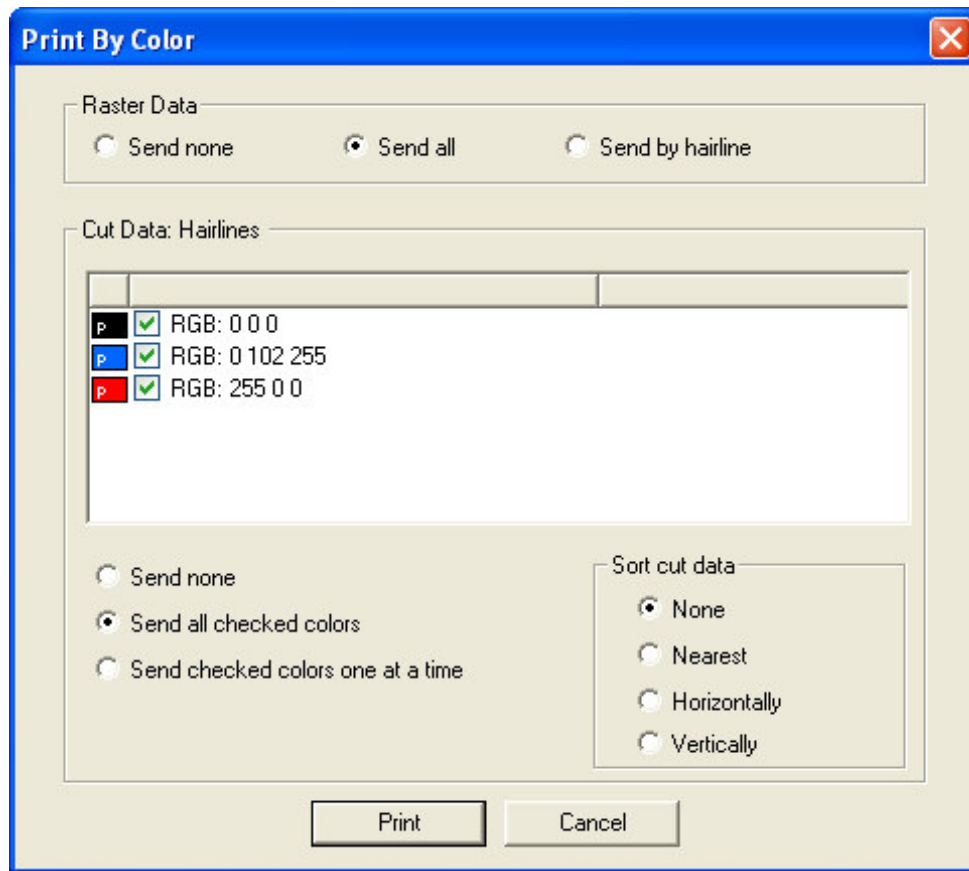 Print By Color
Raster Data
Send none Send all Send by hairline
Cut Data: Hairlines
P RGB: 0 0 0
P RGB: 0 102 255
P RGB: 255 0 0
Send none
Send all checked colors
Send checked colors one at a time
Sort cut data
None
Nearest
Horizontally
Vertically
Print Cancel